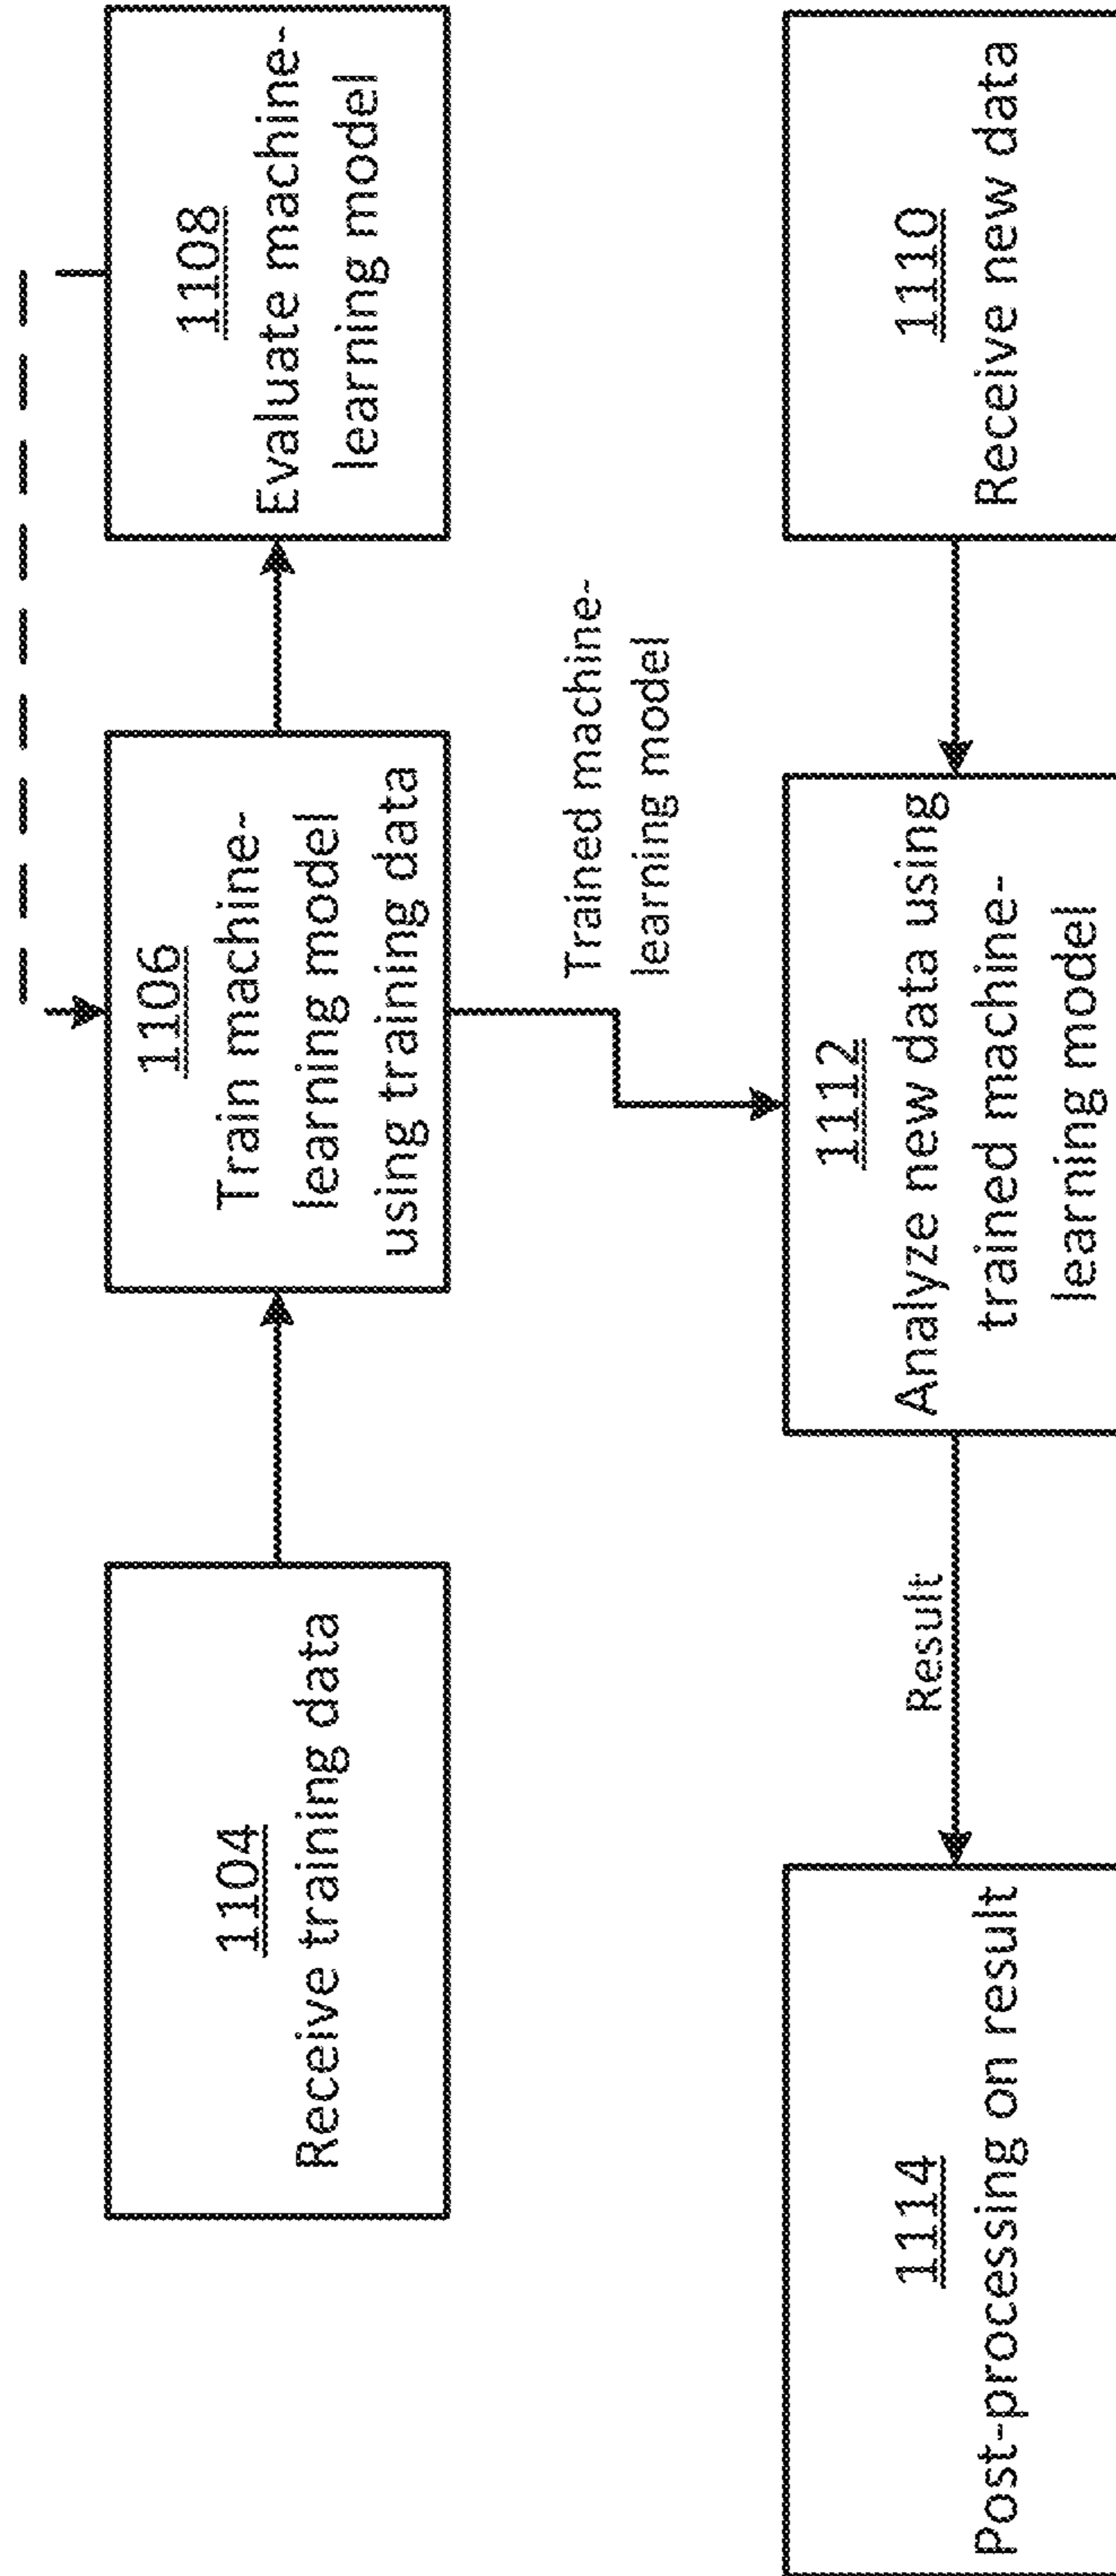 1104
Receive training data
1106
Train machine-
learning model
using training data
1108
Evaluate machine-
learning model
Trained machine-
learning model
1110
Receive new data
1112
Analyze new data using
trained machine-
learning model
Result
1114
Post-processing on result